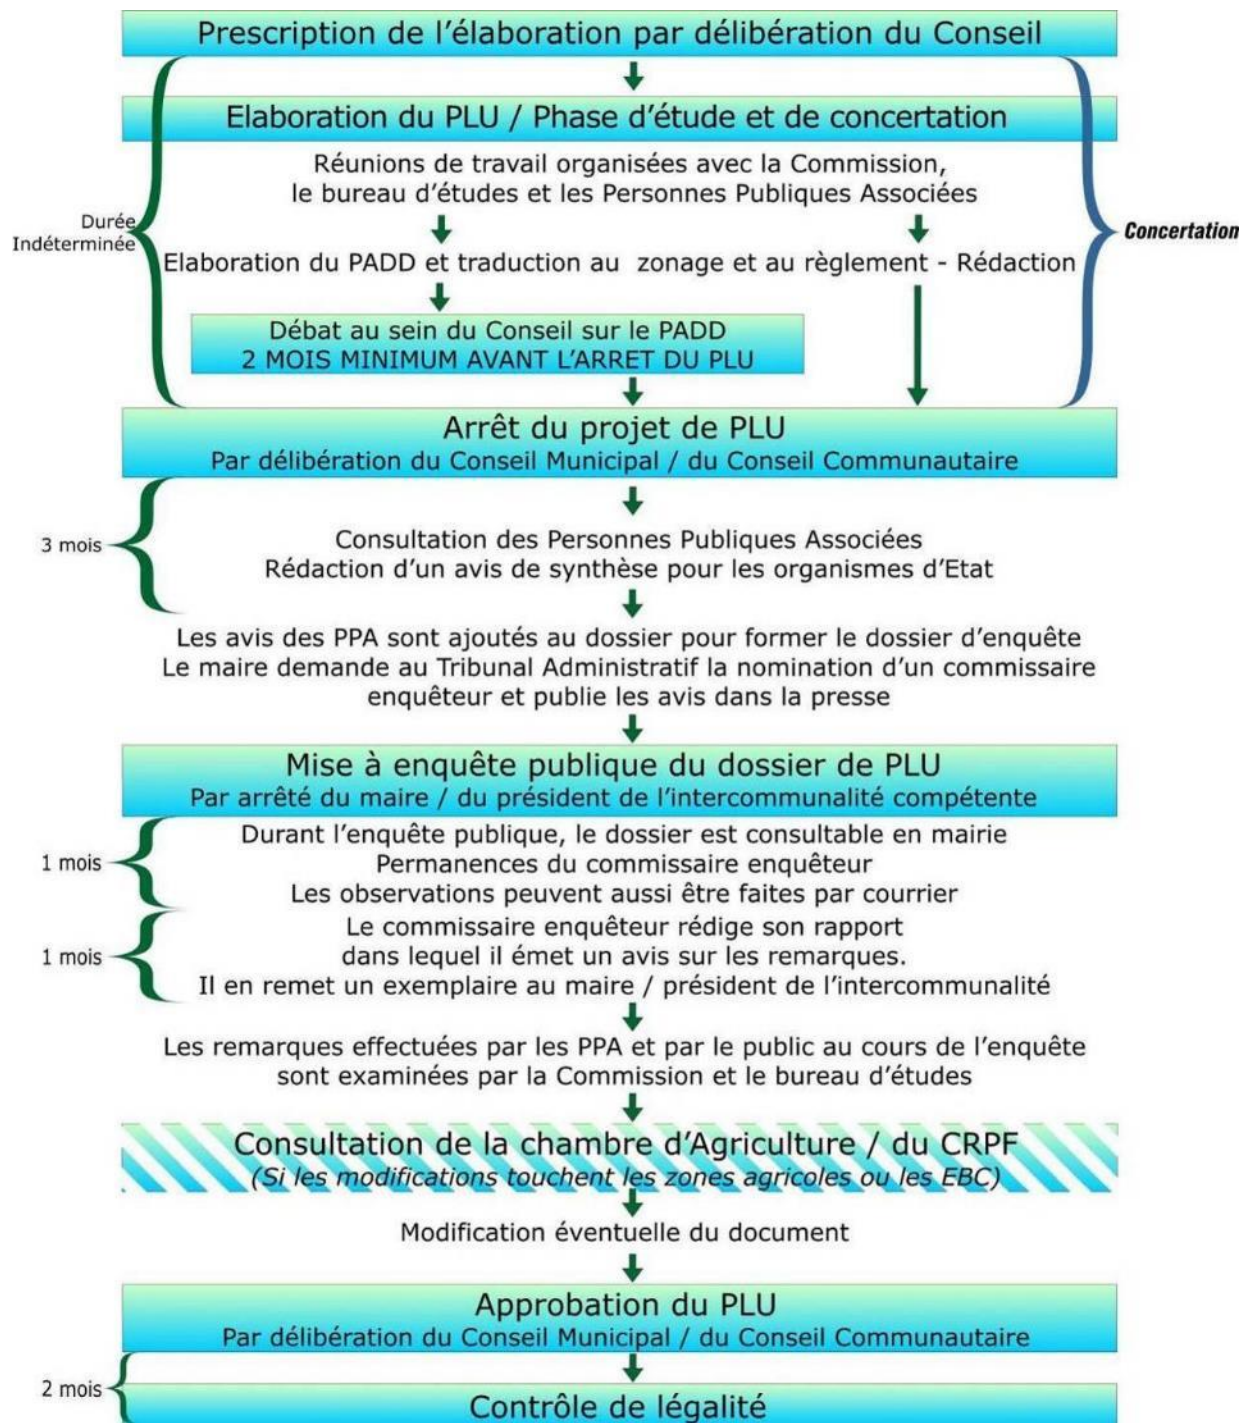 Prescription de l'élaboration par délibération du Conseil
Elaboration du PLU / Phase d'étude et de concertation
Réunions de travail organisées avec la Commission,
le bureau d'études et les Personnes Publiques Associées
Durée
Indéterminée
Concertation
Elaboration du PADD et traduction au zonage et au règlement - Rédaction
Débat au sein du Conseil sur le PADD
2 MOIS MINIMUM AVANT L'ARRET DU PLU
Arrêt du projet de PLU
Par délibération du Conseil Municipal / du Conseil Communautaire
3 mois
Consultation des Personnes Publiques Associées
Rédaction d'un avis de synthèse pour les organismes d'Etat
Les avis des PPA sont ajoutés au dossier pour former le dossier d'enquête
Le maire demande au Tribunal Administratif la nomination d'un commissaire
enquêteur et publie les avis dans la presse
Mise à enquête publique du dossier de PLU
Par arrêté du maire / du président de l'intercommunalité compétente
1 mois
Durant l'enquête publique, le dossier est consultable en mairie
Permanences du commissaire enquêteur
Les observations peuvent aussi être faites par courrier
1 mois
Le commissaire enquêteur rédige son rapport
dans lequel il émet un avis sur les remarques.
Il en remet un exemplaire au maire / président de l'intercommunalité
Les remarques effectuées par les PPA et par le public au cours de l'enquête
sont examinées par la Commission et le bureau d'études
Consultation de la chambre d'Agriculture / du CRPF
(Si les modifications touchent les zones agricoles ou les EBC)
Modification éventuelle du document
Approbation du PLU
Par délibération du Conseil Municipal / du Conseil Communautaire
2 mois
Contrôle de légalité